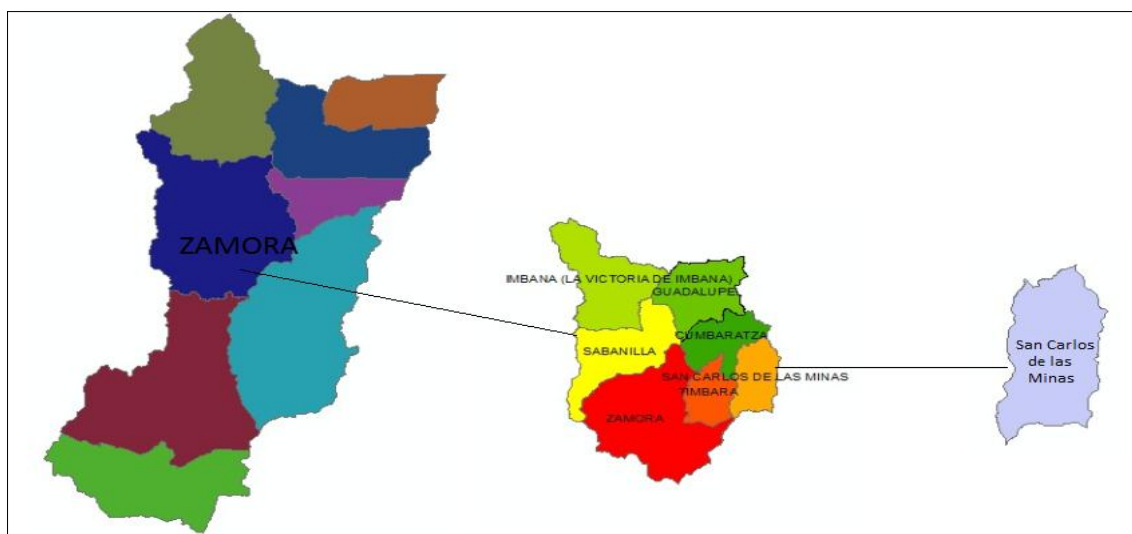 ZAMORA
IMBANA (LA VICTORIA DE IMBANA)
GUADALUPE
CUMBARATZA
SABANILLA
SAN CARLOS DE LAS MINAS
TIMBARA
ZAMORA
San Carlos
de las
Minas